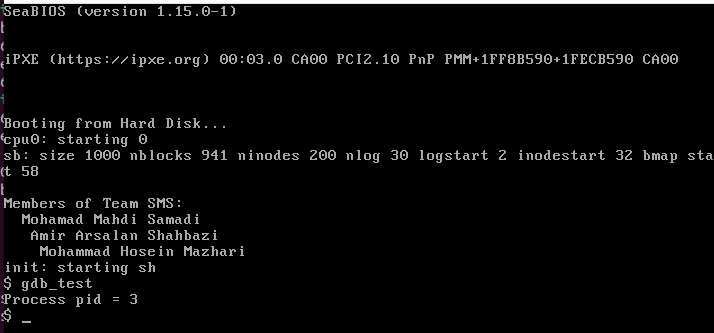 SeaBIOS (version 1.15.0-1)
iPXE (https://ipxe.org) 00:03.0 CA00 PCI2.10 PnP PMM+1FF8B590+1FECB590 CA00
Booting from Hard Disk...
cpu0: starting 0
sb: size 1000 nblocks 941 ninodes 200 nlog 30 logstart 2 inodestart 32 bmap sta
t 58
Members of Team SMS:
Mohamad Mahdi Samadi
Amir Arsalan Shahbazi
Mohammad Hosein Mazhari
init: starting sh
$ gdb_test
Process pid = 3
$ _